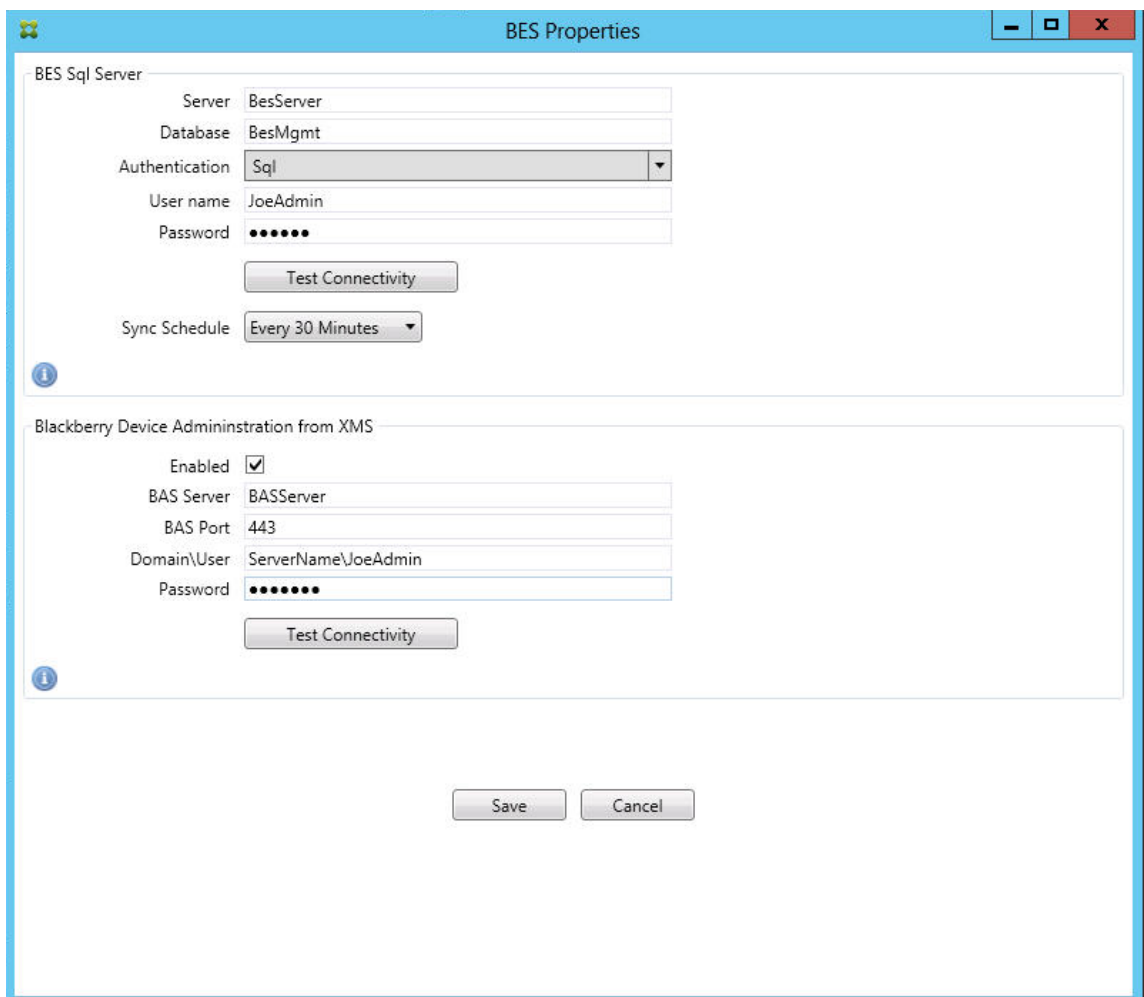 BES Properties
BES Sql Server
Server BesServer
Database BesMgmt
Authentication Sql
User name JoeAdmin
Password ●●●●●●
Test Connectivity
Sync Schedule Every 30 Minutes
Blackberry Device Admininstration from XMS
Enabled
BAS Server BASServer
BAS Port 443
Domain\User ServerName\JoeAdmin
Password ●●●●●●●
Test Connectivity
Save Cancel